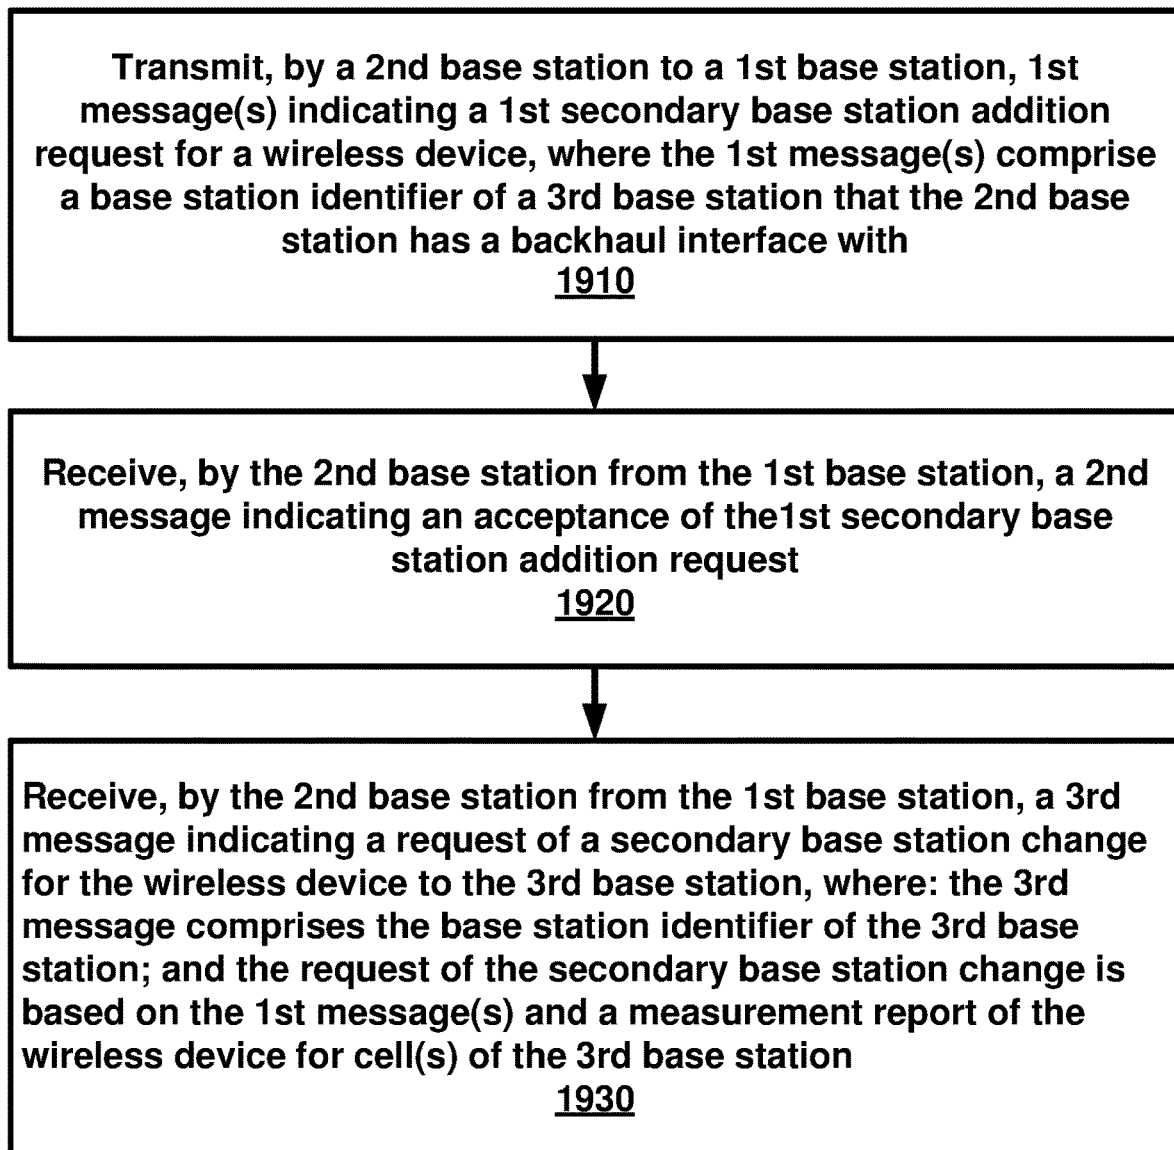 Transmit, by a 2nd base station to a 1st base station, 1st
message(s) indicating a 1st secondary base station addition
request for a wireless device, where the 1st message(s) comprise
a base station identifier of a 3rd base station that the 2nd base
station has a backhaul interface with
1910
Receive, by the 2nd base station from the 1st base station, a 2nd
message indicating an acceptance of the1st secondary base
station addition request
1920
Receive, by the 2nd base station from the 1st base station, a 3rd
message indicating a request of a secondary base station change
for the wireless device to the 3rd base station, where: the 3rd
message comprises the base station identifier of the 3rd base
station; and the request of the secondary base station change is
based on the 1st message(s) and a measurement report of the
wireless device for cell(s) of the 3rd base station
1930